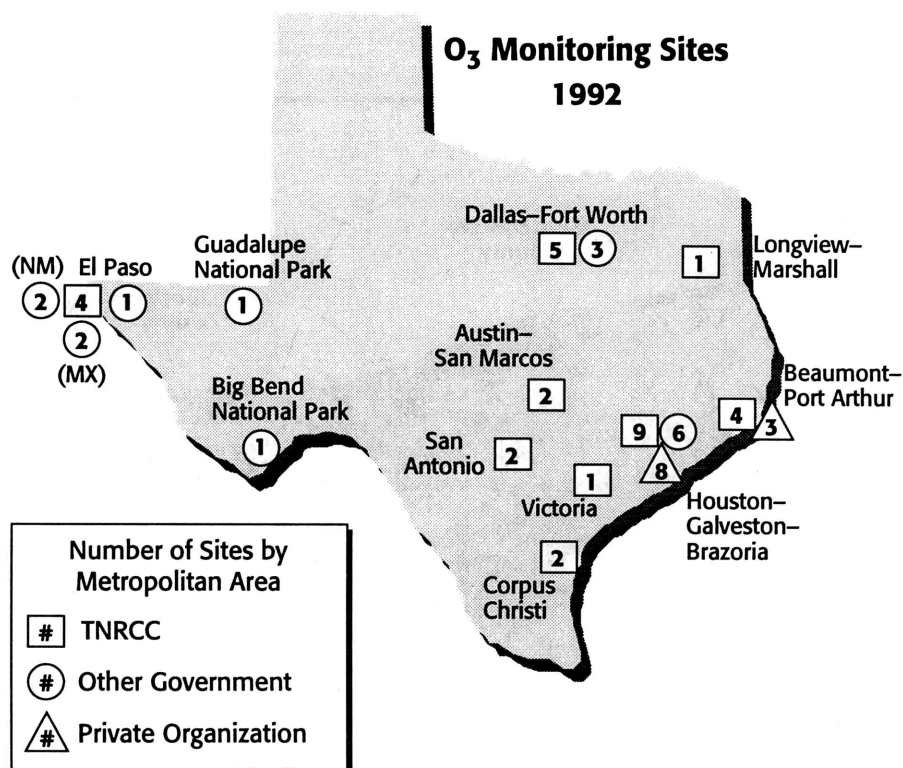 O3 Monitoring Sites
1992
Dallas–Fort Worth
5 3
1
Longview–
Marshall
Guadalupe
National Park
1
(NM) El Paso
2 4 1
2
(MX)
Austin–
San Marcos
2
Big Bend
National Park
1
San
Antonio
2
Beaumont–
Port Arthur
4 3
9 6
8
Houston–
Galveston–
Brazoria
1
Victoria
2
Corpus
Christi
Number of Sites by
Metropolitan Area
# TNRCC
# Other Government
# Private Organization